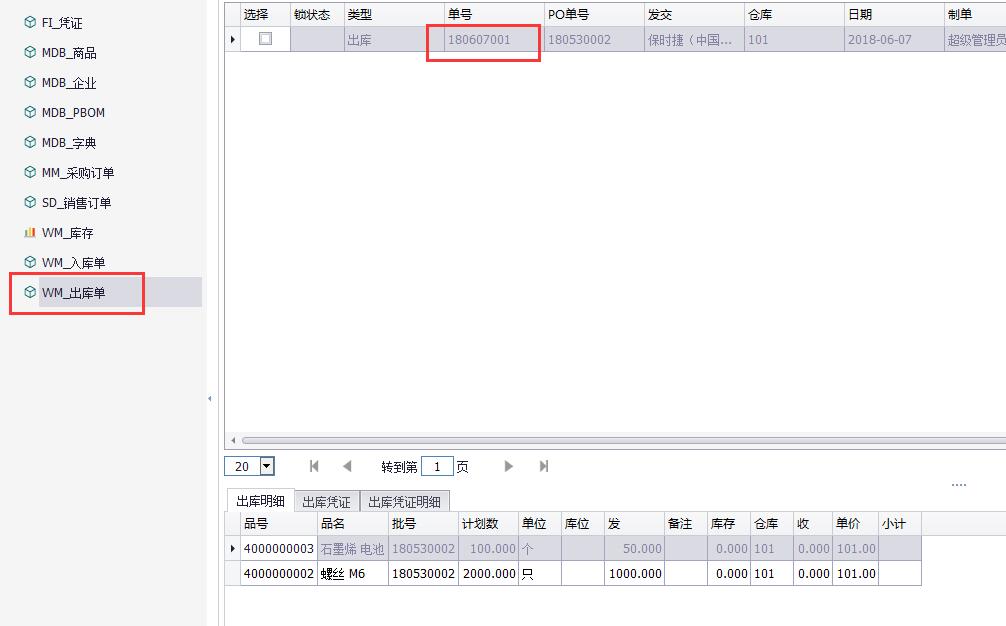 FI_凭证
MDB_商品
MDB_企业
MDB_PBOM
MDB_字典
MM_采购订单
SD_销售订单
WM_库存
WM_入库单
WM_出库单
选择 锁状态 类型 单号 PO单号 发交 仓库 日期 制单
出库 180607001 180530002 保时捷（中国... 101 2018-06-07 超级管理员
20 转到第 1 页
....
出库明细 出库凭证 出库凭证明细
品号 品名 批号 计划数 单位 库位 发 备注 库存 仓库 收 单价 小计
4000000003 石墨烯 电池 180530002 100.000 个 50.000 0.000 101 0.000 101.00
4000000002 螺丝 M6 180530002 2000.000 只 1000.000 0.000 101 0.000 101.00